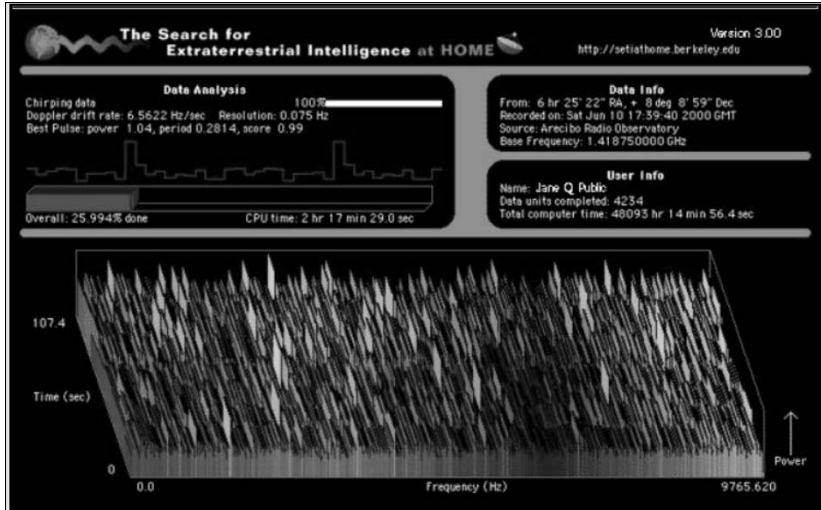 The Search for
Extraterrestrial Intelligence at HOME
Version 3.00
http://setiathome.berkeley.edu
Data Analysis
Chirping data 100%
Doppler drift rate: 6.5622 Hz/sec Resolution: 0.075 Hz
Best Pulse: power 1.04, period 0.2814, score 0.99
Overall: 25.994% done CPU time: 2 hr 17 min 29.0 sec
Data Info
From: 6 hr 25' 22" RA, + 8 deg 8' 59" Dec
Recorded on: Sat Jun 10 17:39:40 2000 GMT
Source: Arecibo Radio Observatory
Base Frequency: 1.418750000 GHz
User Info
Name: Jane Q Public
Data units completed: 4234
Total computer time: 48093 hr 14 min 56.4 sec
107.4
Time (sec)
0
0.0 Frequency (Hz) 9765.620
Power